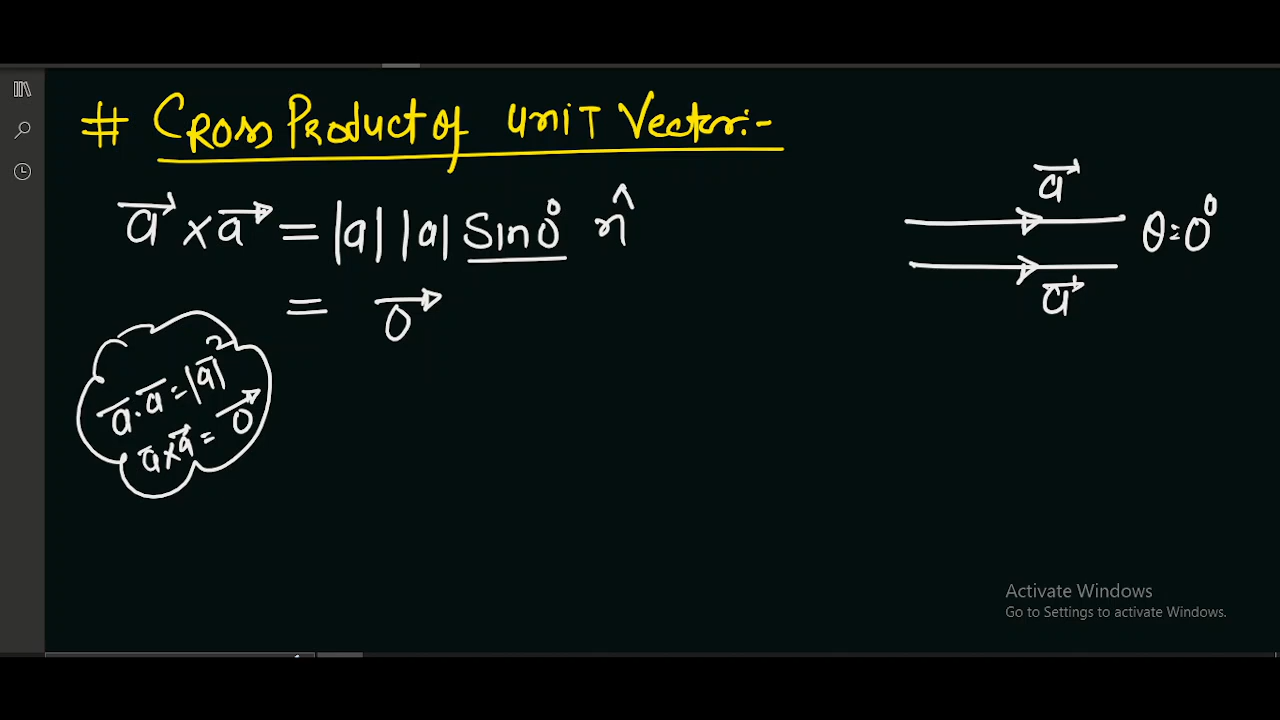 # Cross Product of Unit Vector:-
a⃗ × a⃗ = |a| |a| Sin0° n̂
= 0⃗
a⃗
θ=0°
a⃗
a̅.a̅=|a̅|²
a̅×a⃗=0⃗
Activate Windows
Go to Settings to activate Windows.